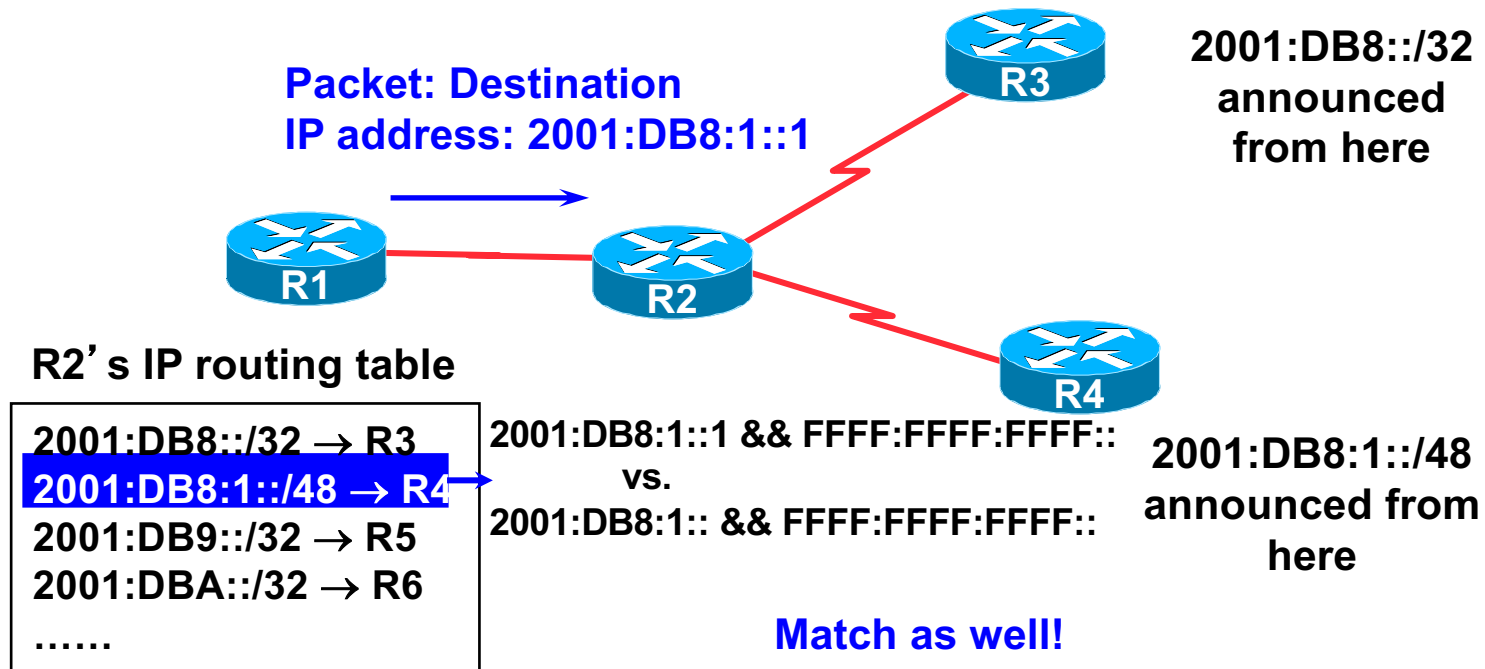 Packet: Destination
IP address: 2001:DB8:1::1
R3
2001:DB8::/32
announced
from here
R1
R2
R4
R2's IP routing table
2001:DB8::/32 → R3
2001:DB8:1::/48 → R4
2001:DB9::/32 → R5
2001:DBA::/32 → R6
……
2001:DB8:1::1 && FFFF:FFFF:FFFF::
vs.
2001:DB8:1:: && FFFF:FFFF:FFFF::
Match as well!
2001:DB8:1::/48
announced from
here